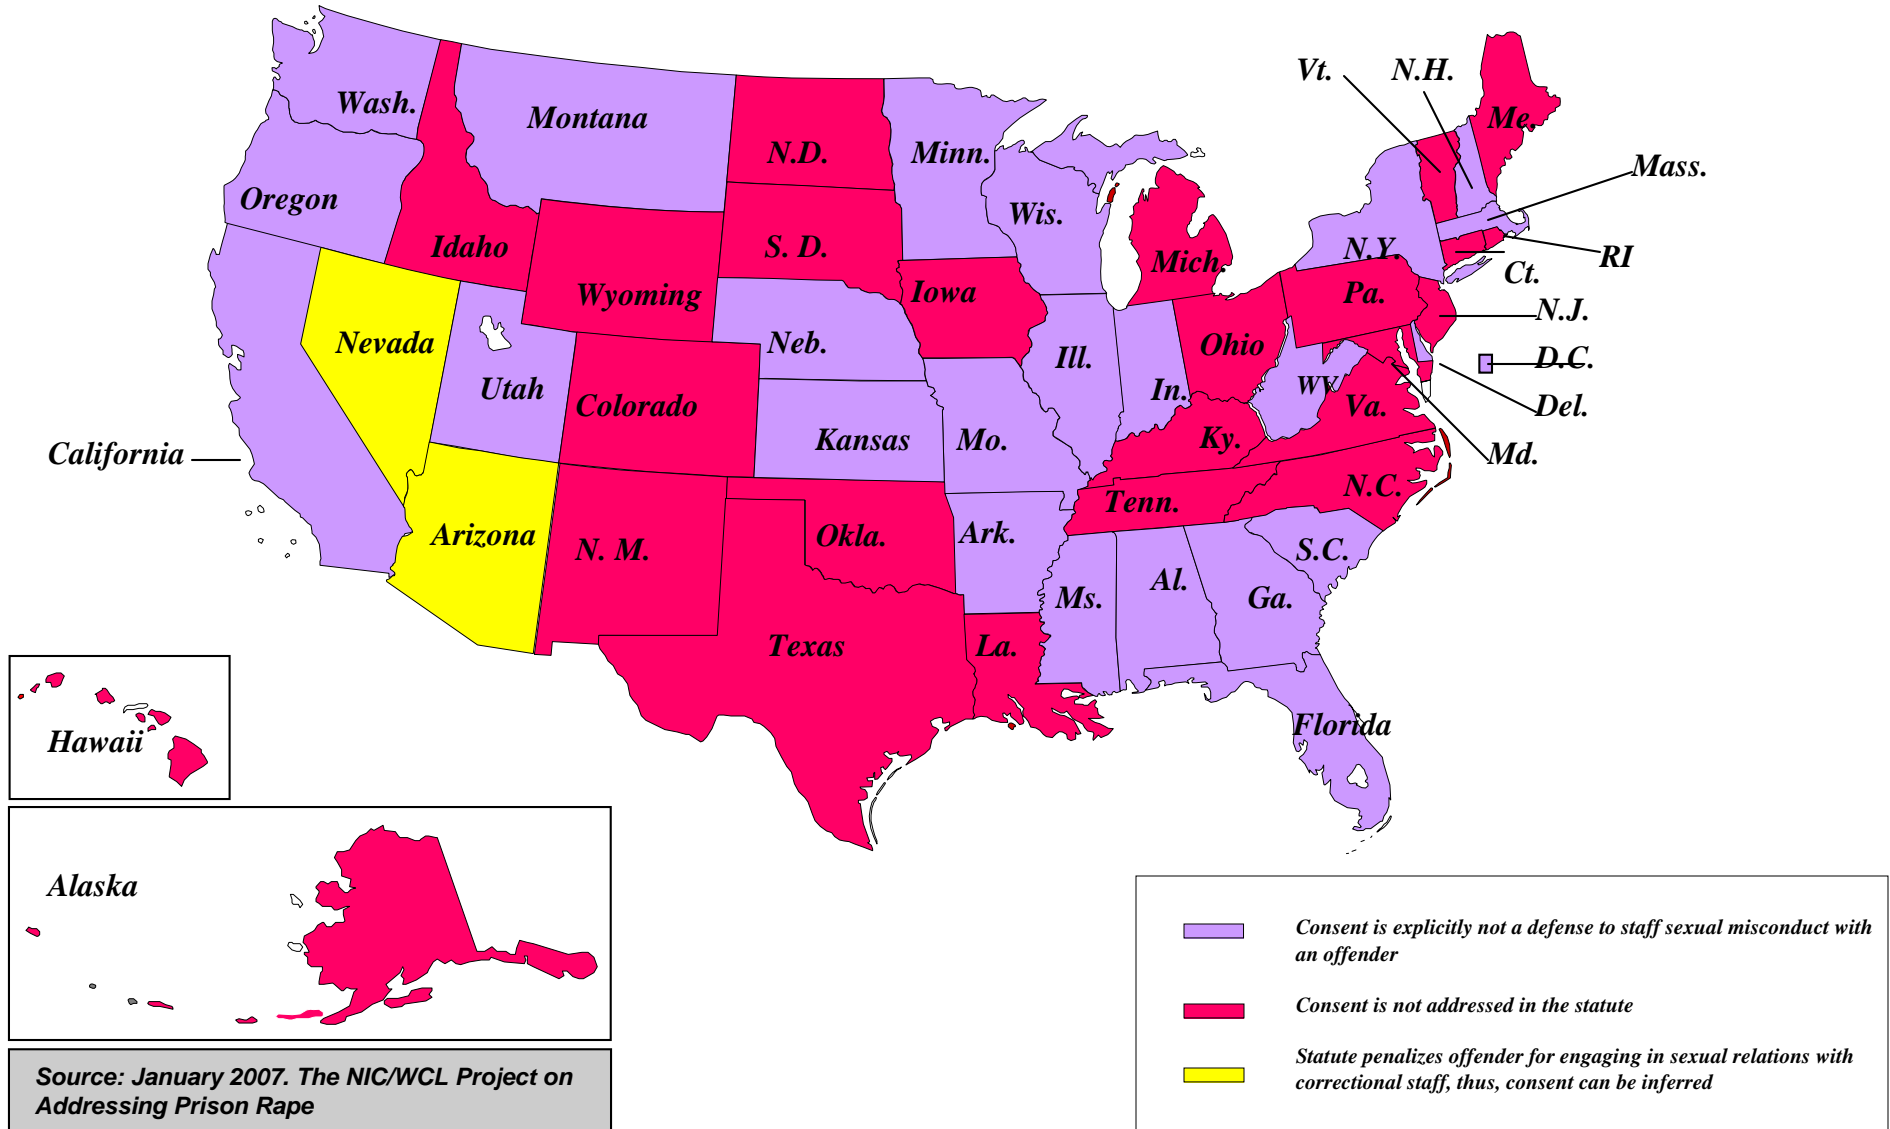 Vt.
N.H.
Wash.
Montana
Me.
N.D.
Minn.
Mass.
Oregon
Wis.
Idaho
S. D.
N.Y.
RI
Mich.
Ct.
Wyoming
Iowa
Pa.
N.J.
Nevada
Neb.
Ill.
Ohio
D.C.
Utah
In.
WV
Colorado
Va.
Del.
Kansas
Mo.
Ky.
California
Md.
N.C.
Tenn.
Arizona
N. M.
Okla.
Ark.
S.C.
Ms.
Al.
Ga.
Texas
La.
Florida
Hawaii
Alaska
Consent is explicitly not a defense to staff sexual misconduct with
an offender
Consent is not addressed in the statute
Statute penalizes offender for engaging in sexual relations with
correctional staff, thus, consent can be inferred
Source: January 2007. The NIC/WCL Project on
Addressing Prison Rape